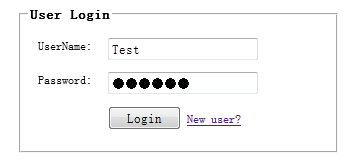 User Login
UserName: Test
Password: ●●●●●●
Login New user?